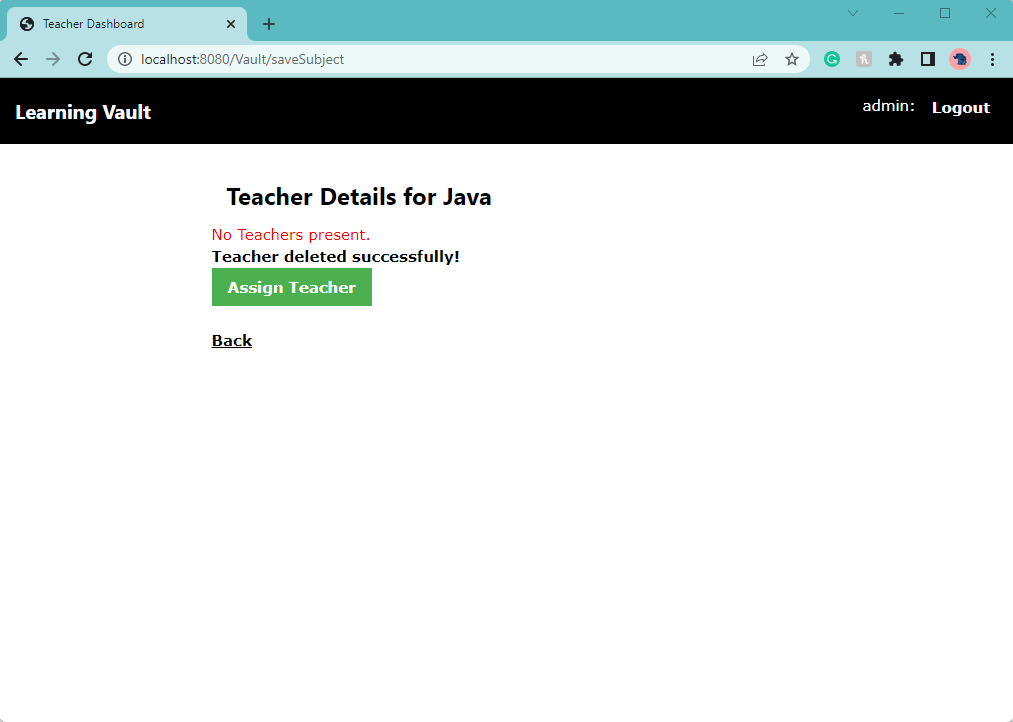 Teacher Dashboard
localhost:8080/Vault/saveSubject
Learning Vault
admin:
Logout
Teacher Details for Java
No Teachers present.
Teacher deleted successfully!
Assign Teacher
Back